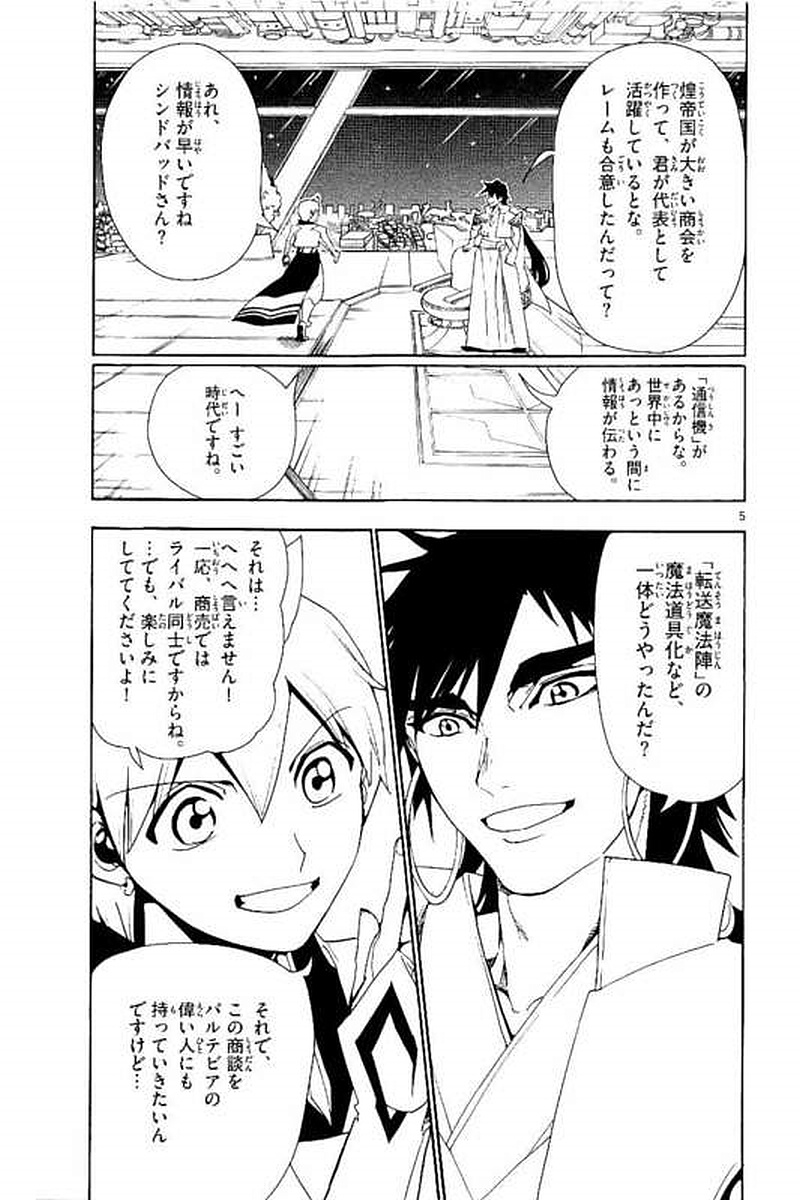 煌帝国が大きい商会を
作って、君が代表として
活躍しているとな。
レームも合意したんだって?
あれ、
情報が早いですね
シンドバッドさん?
「通信機」が
あるからな。
世界中に
あっという間に
情報が伝わる。
へーすごい
時代ですね。
5
「転送魔法陣」の
魔法道具化など、
一体どうやったんだ?
それは…
へへへ言えません!
一応、商売では
ライバル同士ですからね。
…でも、楽しみに
しててくださいよ!
それで、
この商談を
パルテビアの
偉い人にも
持っていきたいん
ですけど…